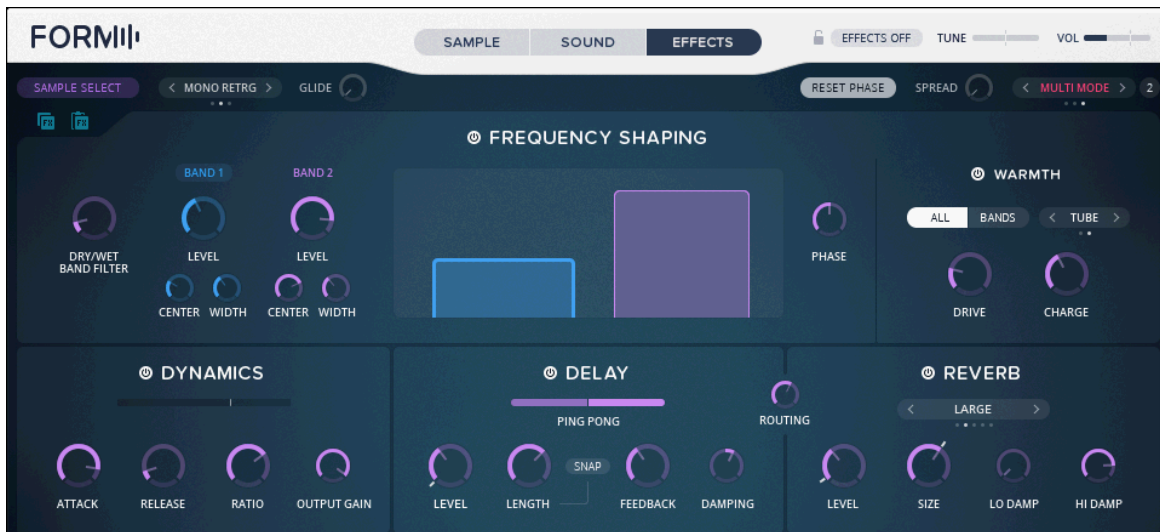 FORM
SAMPLE SOUND EFFECTS
EFFECTS OFF TUNE VOL
SAMPLE SELECT < MONO RETRG > GLIDE RESET PHASE SPREAD < MULTI MODE > 2
FX FX
FREQUENCY SHAPING
BAND 1 BAND 2 WARMTH
ALL BANDS < TUBE >
DRY/WET
BAND FILTER
LEVEL LEVEL PHASE
CENTER WIDTH CENTER WIDTH DRIVE CHARGE
DYNAMICS DELAY REVERB
< LARGE >
PING PONG ROUTING
SNAP
ATTACK RELEASE RATIO OUTPUT GAIN LEVEL LENGTH FEEDBACK DAMPING LEVEL SIZE LO DAMP HI DAMP